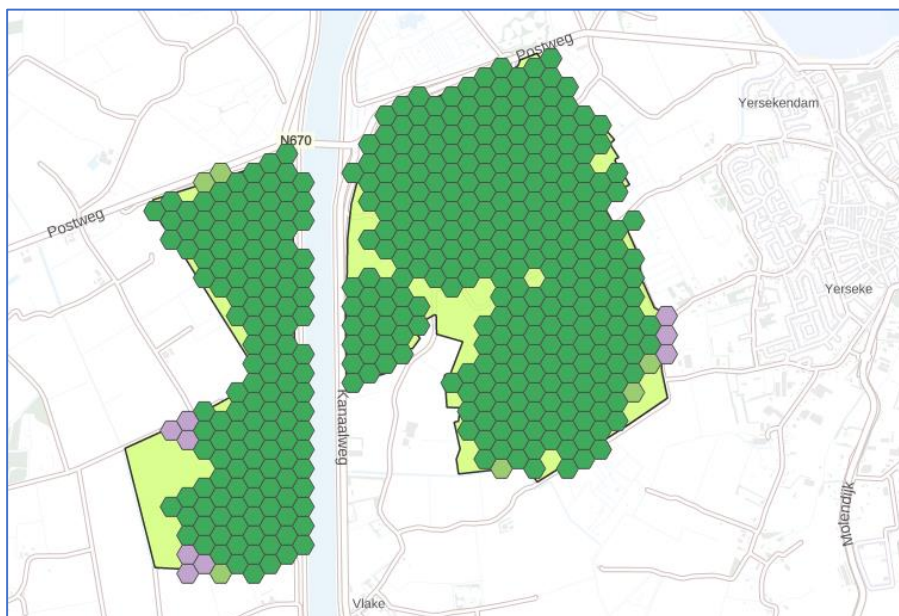 Postweg
Yersekendam
N670
Postweg
Yerseke
Kanaalweg
Molendijk
Vlake